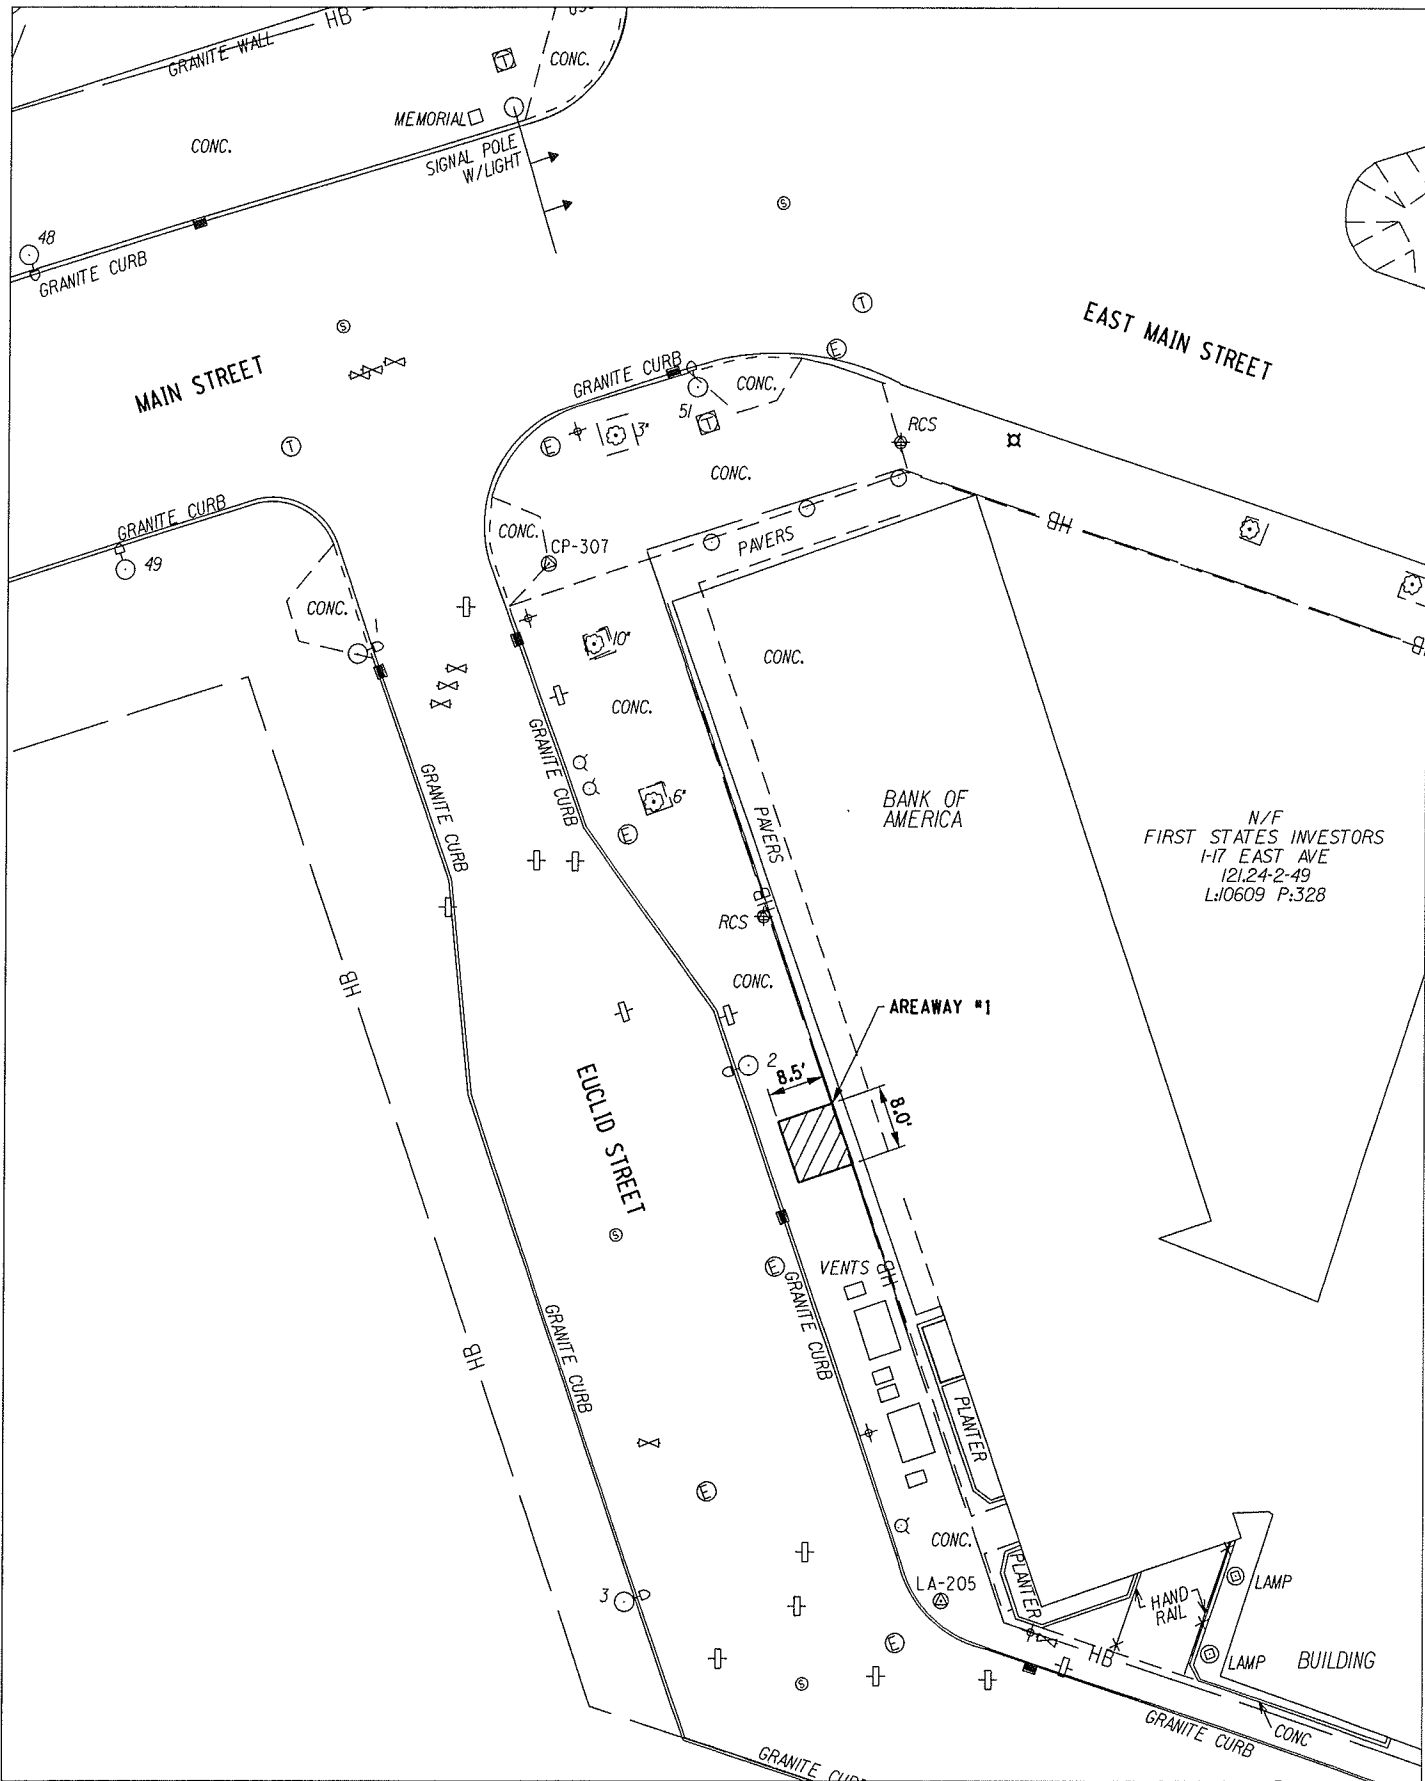 HB
GRANITE WALL
CONC.
T
MEMORIAL
CONC.
SIGNAL POLE
W/LIGHT
S
48
GRANITE CURB
T
S
EAST MAIN STREET
E
MAIN STREET
GRANITE CURB
CONC.
51
T
3"
RCS
E
T
CONC.
GRANITE CURB
CONC.
CP-307
PAVERS
HB
49
CONC.
1
10"
HB
CONC.
CONC.
GRANITE CURB
GRANITE CURB
6"
E
PAVERS
BANK OF
AMERICA
N/F
FIRST STATES INVESTORS
1-17 EAST AVE
121.24-2-49
L:10609 P:328
HB
RCS
HB
CONC.
AREAWAY #1
2
8.5'
8.0'
EUCLID STREET
S
E
VENTS
HB
GRANITE CURB
GRANITE CURB
HB
PLANTER
E
CONC.
PLANTER
LA-205
3
HAND
RAIL
LAMP
E
HB
LAMP
BUILDING
S
GRANITE CURB
CONC
GRANITE CURB